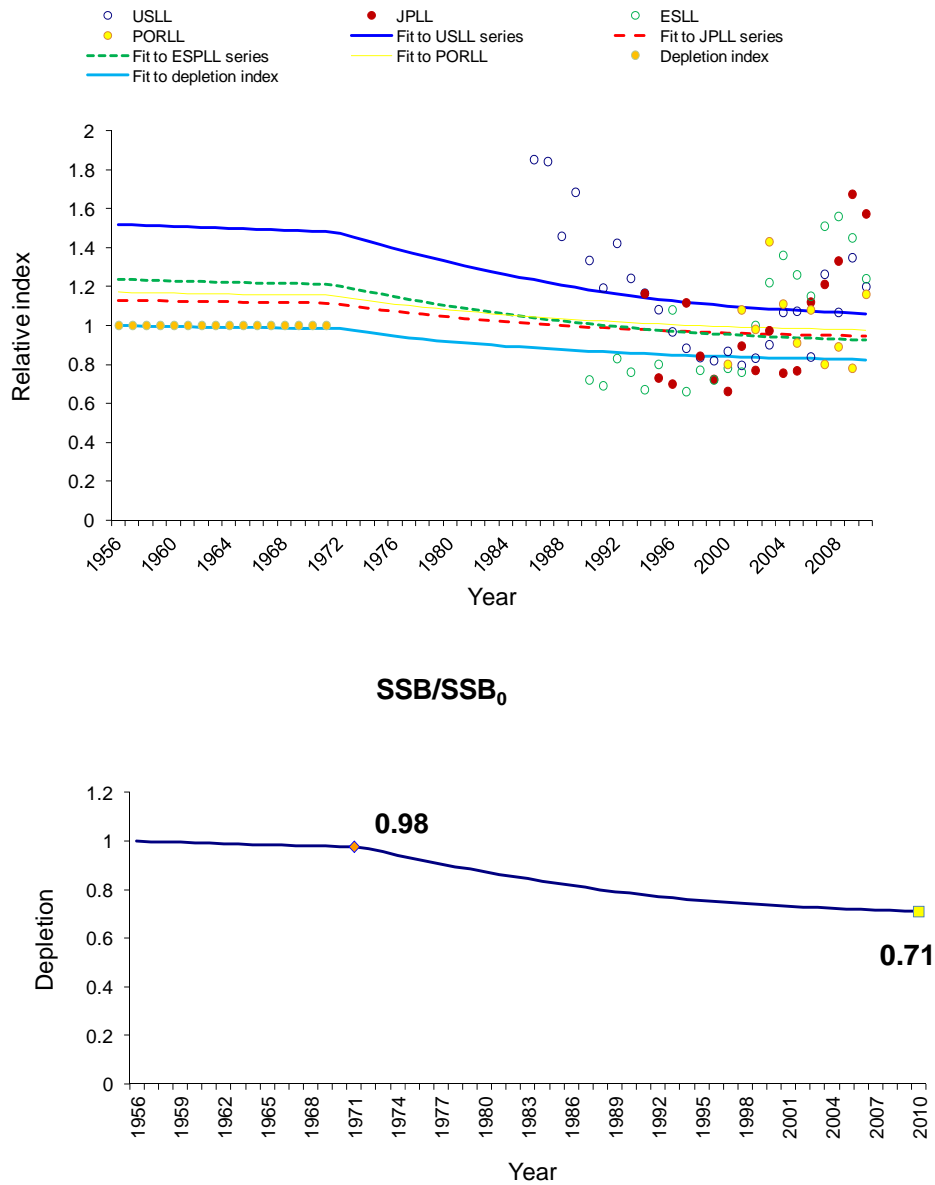 USLL JPLL ESLL
PORLL Fit to USLL series Fit to JPLL series
Fit to ESPLL series Fit to PORLL Depletion index
Fit to depletion index
2
1.8
1.6
1.4
1.2
1
0.8
0.6
0.4
0.2
0
Relative index
1956 1960 1964 1968 1972 1976 1980 1984 1988 1992 1996 2000 2004 2008
Year
SSB/SSB₀
1.2
1
0.8
0.6
0.4
0.2
0
Depletion
0.98
0.71
1956 1959 1962 1965 1968 1971 1974 1977 1980 1983 1986 1989 1992 1995 1998 2001 2004 2007 2010
Year